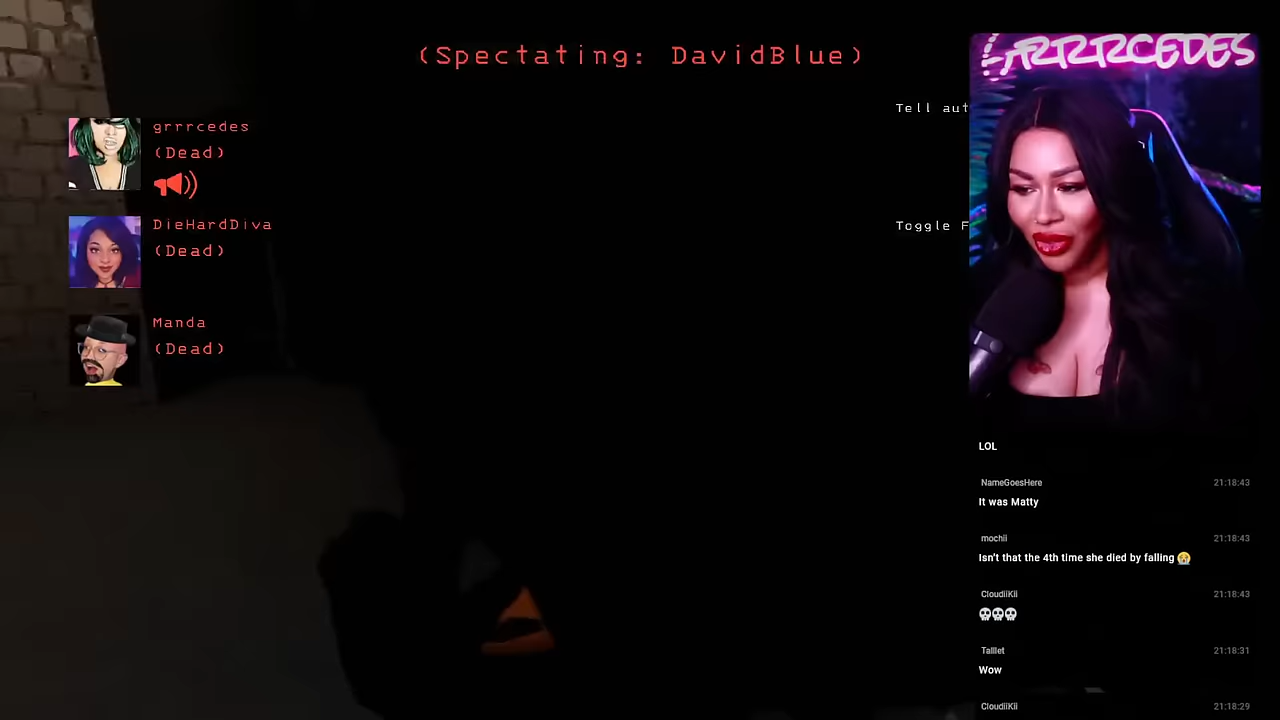 (Spectating: DavidBlue)
grrrcedes
(Dead)
DieHardDiva
(Dead)
Manda
(Dead)
Tell aut
Toggle F
GRRRCEDES
LOL
NameGoesHere 21:18:43
It was Matty
mochii 21:18:43
Isn't that the 4th time she died by falling 😭
CloudiiKii 21:18:43
💀💀💀
Talllet 21:18:31
Wow
CloudiiKii 21:18:29